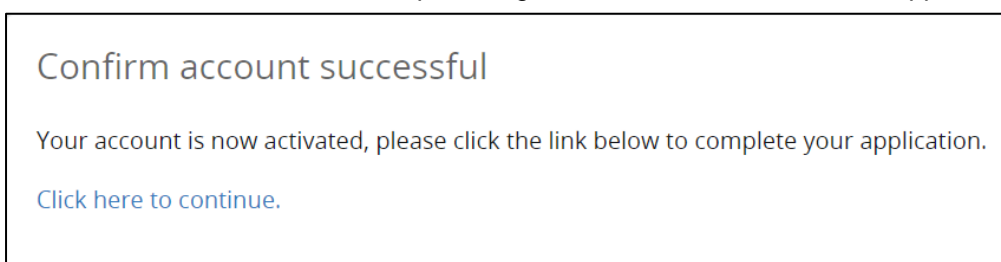 Confirm account successful
Your account is now activated, please click the link below to complete your application.
Click here to continue.